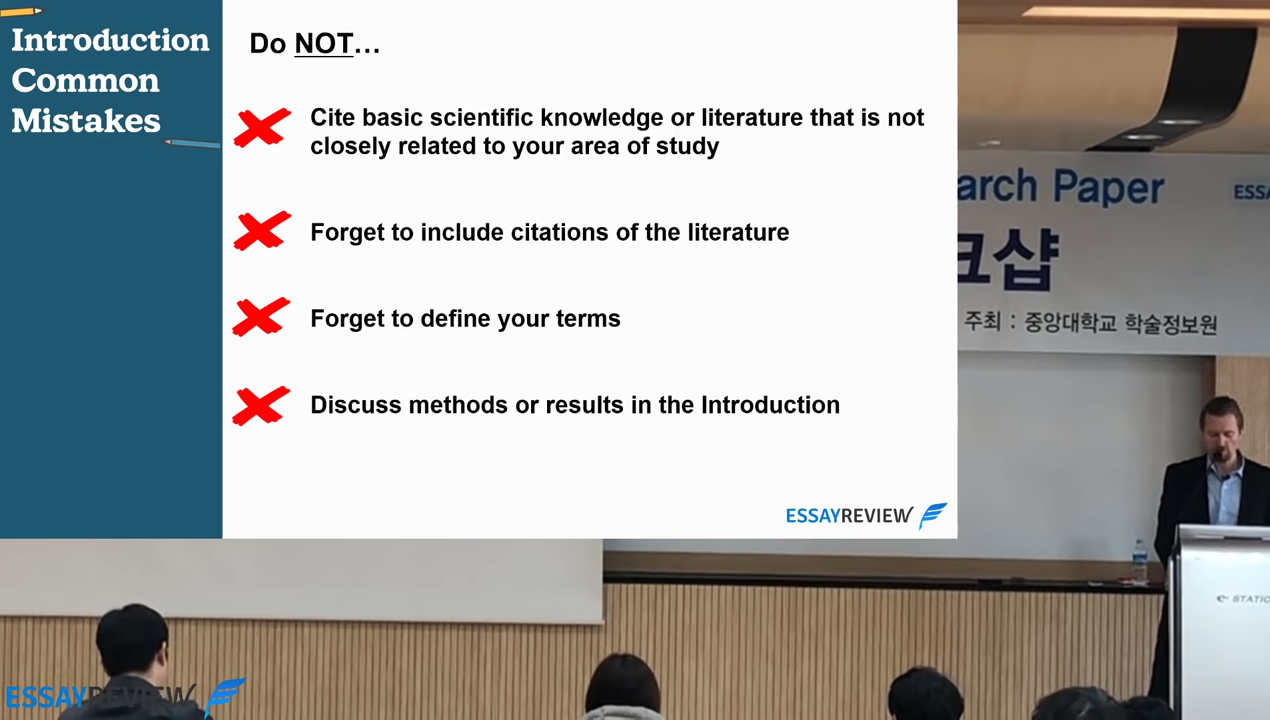 Introduction
Common
Mistakes
Do NOT...
Cite basic scientific knowledge or literature that is not
closely related to your area of study
Forget to include citations of the literature
Forget to define your terms
Discuss methods or results in the Introduction
ESSAYREVIEW
arch Paper
ESSA
크샵
주최 : 중앙대학교 학술정보원
STATIO
ESSAYREVIEW